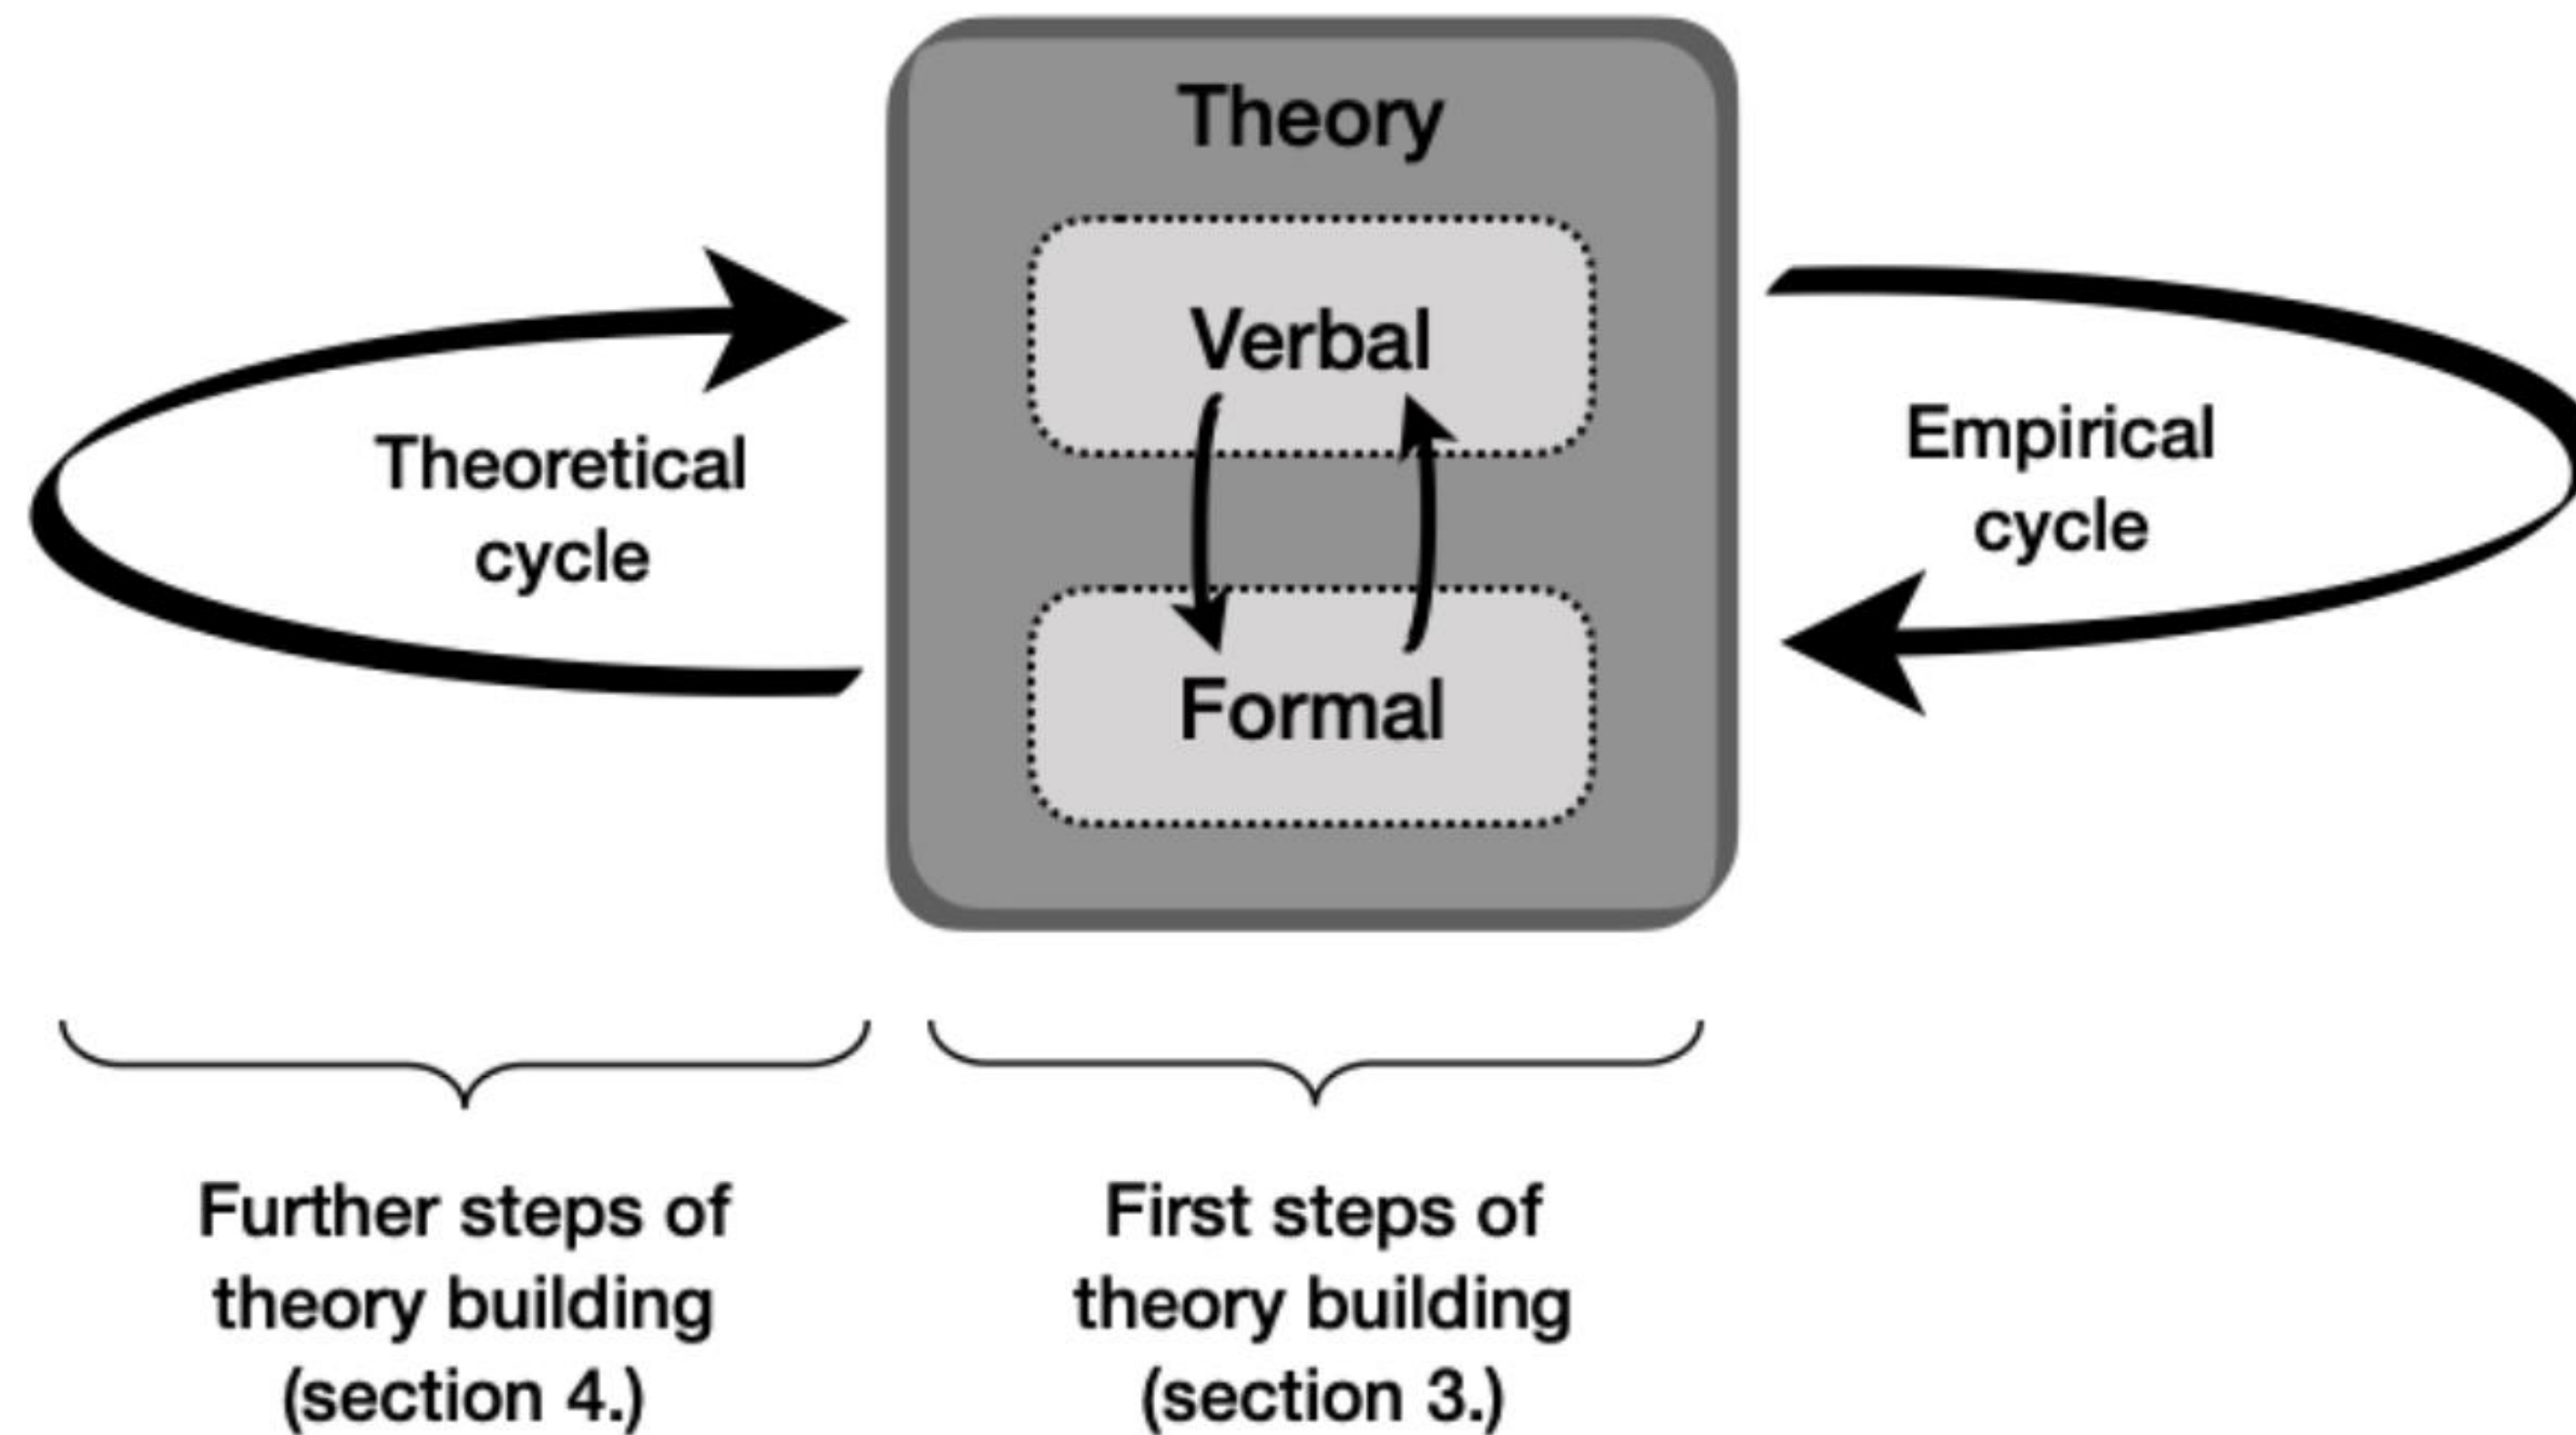 Theory
Verbal
Formal
Theoretical
cycle
Empirical
cycle
Further steps of
theory building
(section 4.)
First steps of
theory building
(section 3.)